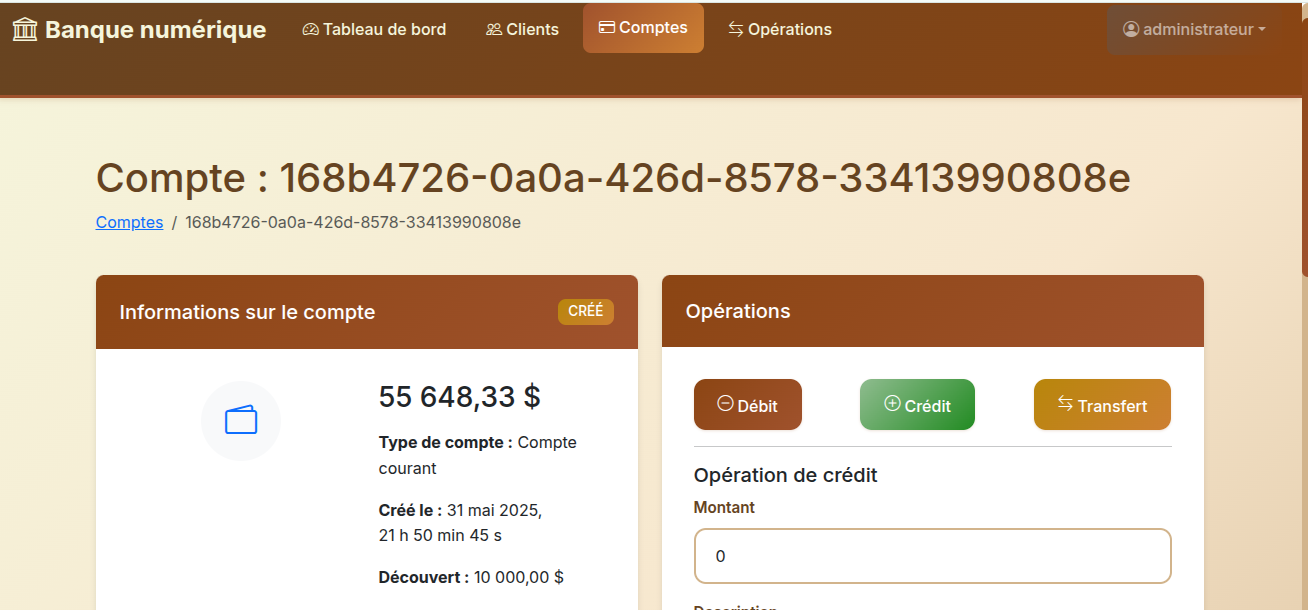 Banque numérique
Tableau de bord
Clients
Comptes
Opérations
administrateur
Compte : 168b4726-0a0a-426d-8578-33413990808e
Comptes / 168b4726-0a0a-426d-8578-33413990808e
Informations sur le compte
CRÉÉ
55 648,33 $
Type de compte : Compte
courant
Créé le : 31 mai 2025,
21 h 50 min 45 s
Découvert : 10 000,00 $
Opérations
Débit
Crédit
Transfert
Opération de crédit
Montant
0